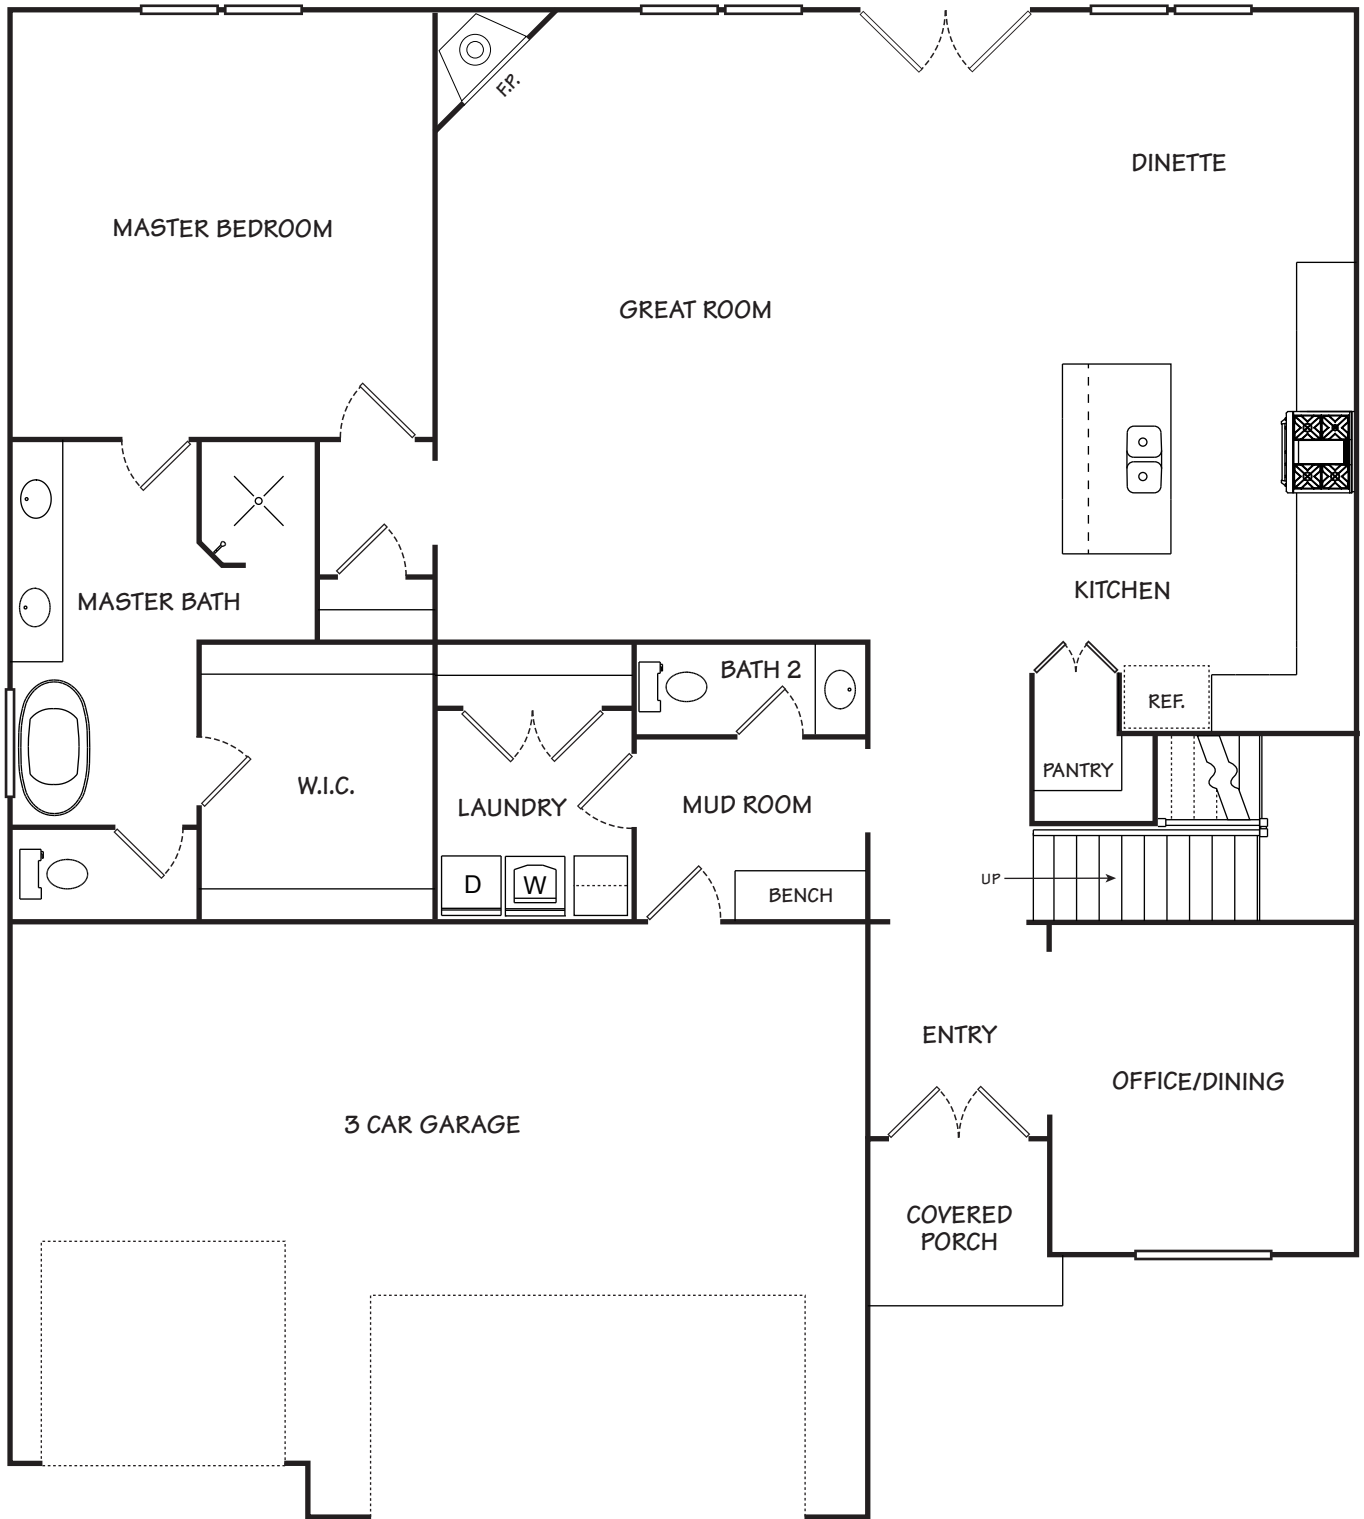 F.P.
DINETTE
MASTER BEDROOM
GREAT ROOM
KITCHEN
MASTER BATH
BATH 2
REF.
PANTRY
W.I.C.
LAUNDRY
MUD ROOM
D
W
BENCH
UP
ENTRY
OFFICE/DINING
3 CAR GARAGE
COVERED
PORCH